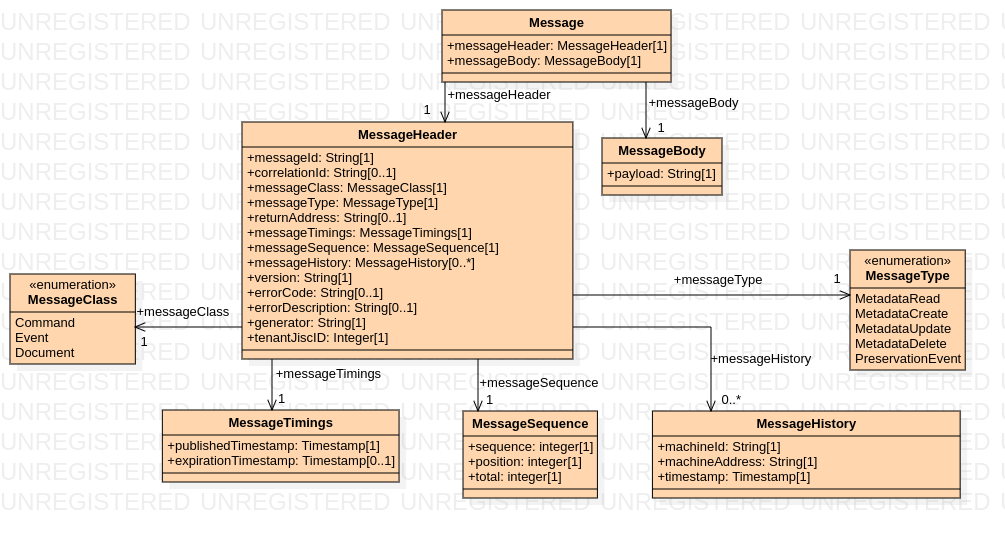 Message
+messageHeader: MessageHeader[1]
+messageBody: MessageBody[1]
+messageHeader
1
+messageBody
1
MessageHeader
+messageId: String[1]
+correlationId: String[0..1]
+messageClass: MessageClass[1]
+messageType: MessageType[1]
+returnAddress: String[0..1]
+messageTimings: MessageTimings[1]
+messageSequence: MessageSequence[1]
+messageHistory: MessageHistory[0..*]
+version: String[1]
+errorCode: String[0..1]
+errorDescription: String[0..1]
+generator: String[1]
+tenantJiscID: Integer[1]
MessageBody
+payload: String[1]
«enumeration»
MessageClass
Command
Event
Document
+messageClass
1
+messageType
1
«enumeration»
MessageType
MetadataRead
MetadataCreate
MetadataUpdate
MetadataDelete
PreservationEvent
+messageTimings
1
+messageSequence
1
+messageHistory
0..*
MessageTimings
+publishedTimestamp: Timestamp[1]
+expirationTimestamp: Timestamp[0..1]
MessageSequence
+sequence: integer[1]
+position: integer[1]
+total: integer[1]
MessageHistory
+machineId: String[1]
+machineAddress: String[1]
+timestamp: Timestamp[1]
UNREGISTERED